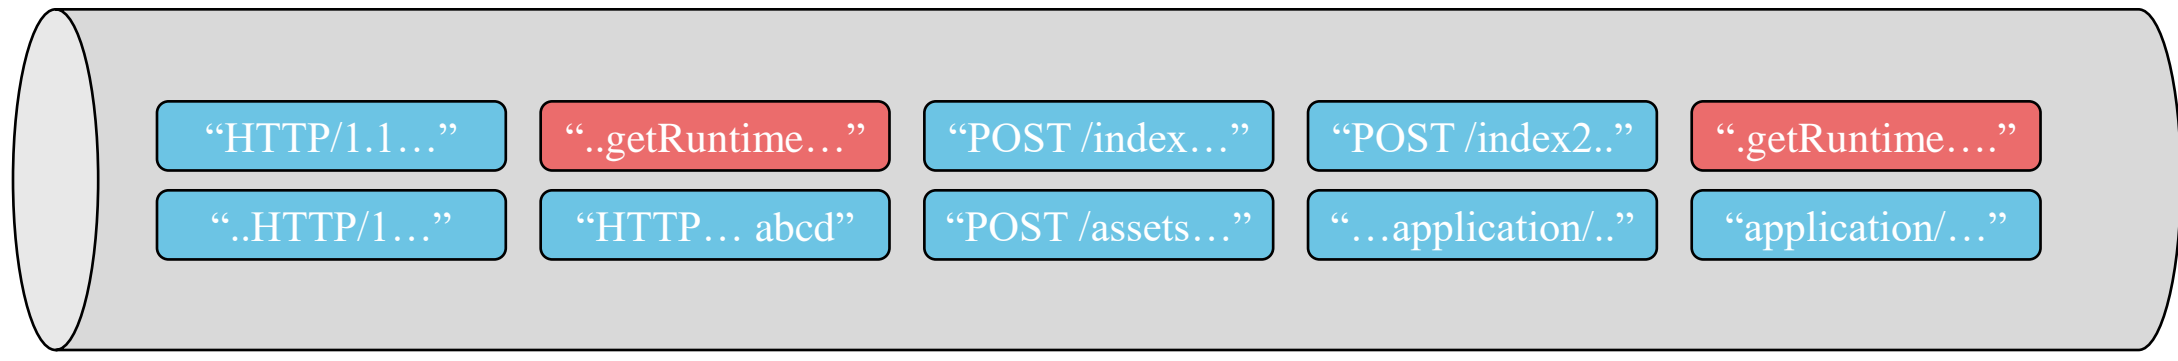 “HTTP/1.1…” “..getRuntime…” “POST /index…” “POST /index2..” “.getRuntime….”
“..HTTP/1…” “HTTP… abcd” “POST /assets…” “…application/..” “application/…”